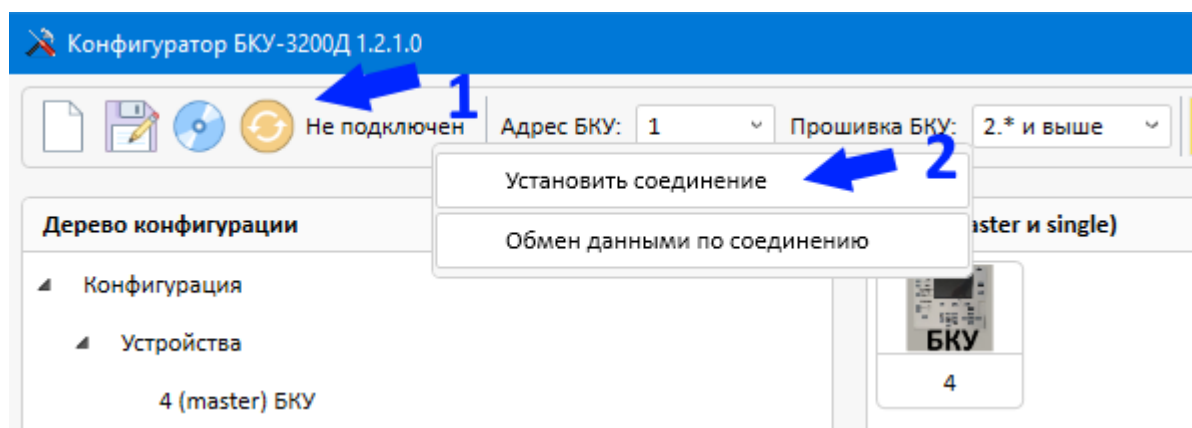 Конфигуратор БКУ-3200Д 1.2.1.0
1
Не подключен Адрес БКУ: 1 Прошивка БКУ: 2.* и выше
Установить соединение 2
Дерево конфигурации
aster и single)
Обмен данными по соединению
Конфигурация
Устройства
БКУ
4
4 (master) БКУ